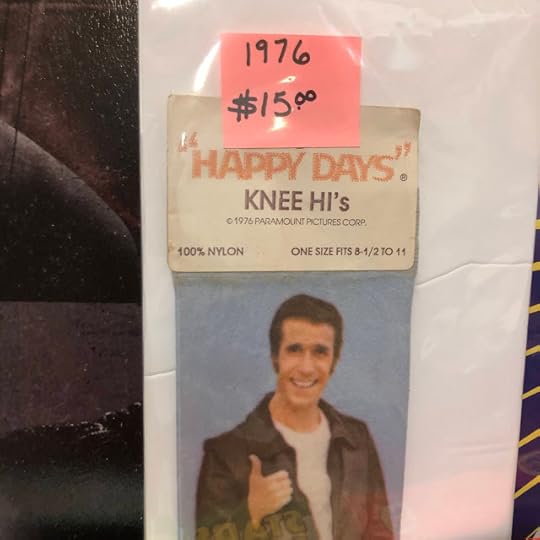 1976
$15.00
"HAPPY DAYS"®
KNEE HI's
© 1976 PARAMOUNT PICTURES CORP.
100% NYLON ONE SIZE FITS 8-1/2 TO 11